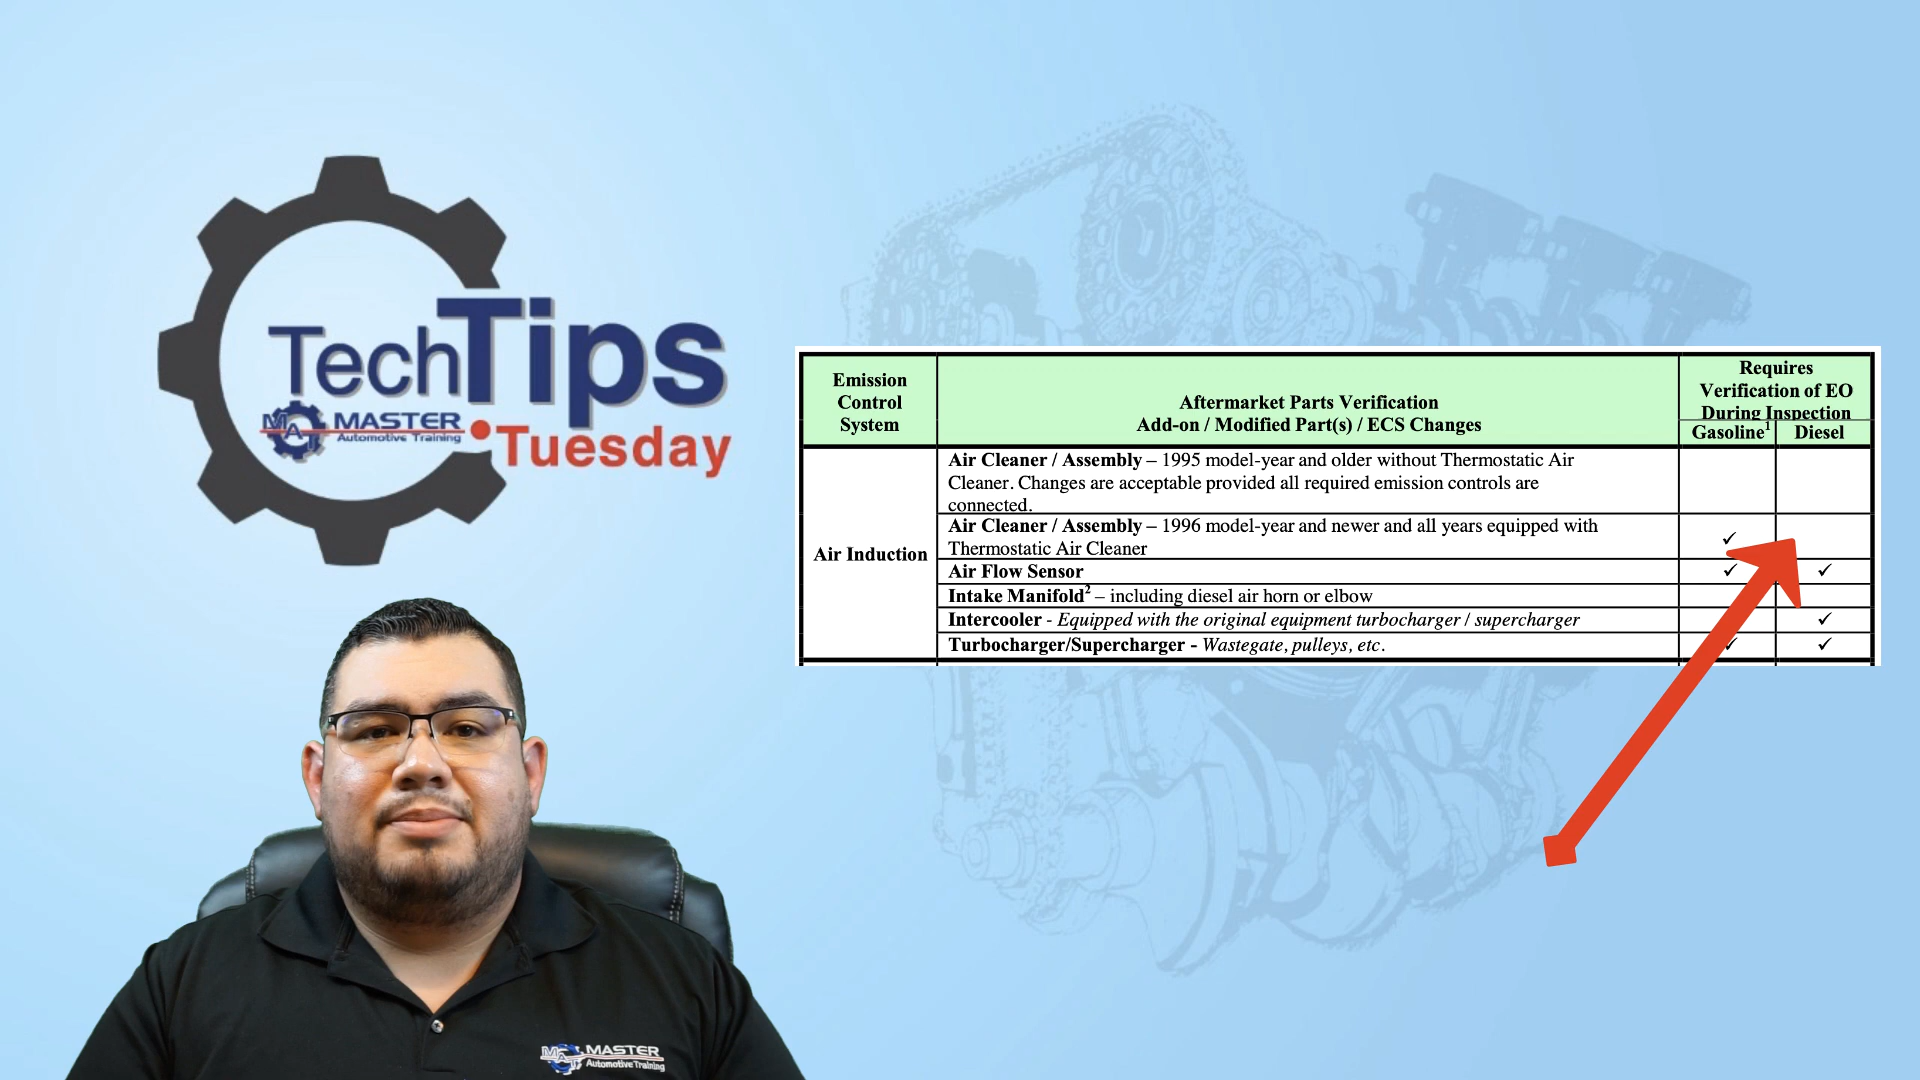 TechTips
MAT MASTER
Automotive Training
Tuesday
Emission
Control
System
Aftermarket Parts Verification
Add-on / Modified Part(s) / ECS Changes
Requires
Verification of EO
During Inspection
Gasoline¹ Diesel
Air Induction
Air Cleaner / Assembly – 1995 model-year and older without Thermostatic Air
Cleaner. Changes are acceptable provided all required emission controls are
connected.
Air Cleaner / Assembly – 1996 model-year and newer and all years equipped with
Thermostatic Air Cleaner
✓
Air Flow Sensor ✓ ✓
Intake Manifold² – including diesel air horn or elbow
Intercooler - Equipped with the original equipment turbocharger / supercharger ✓
Turbocharger/Supercharger - Wastegate, pulleys, etc. ✓ ✓
MAT MASTER
Automotive Training